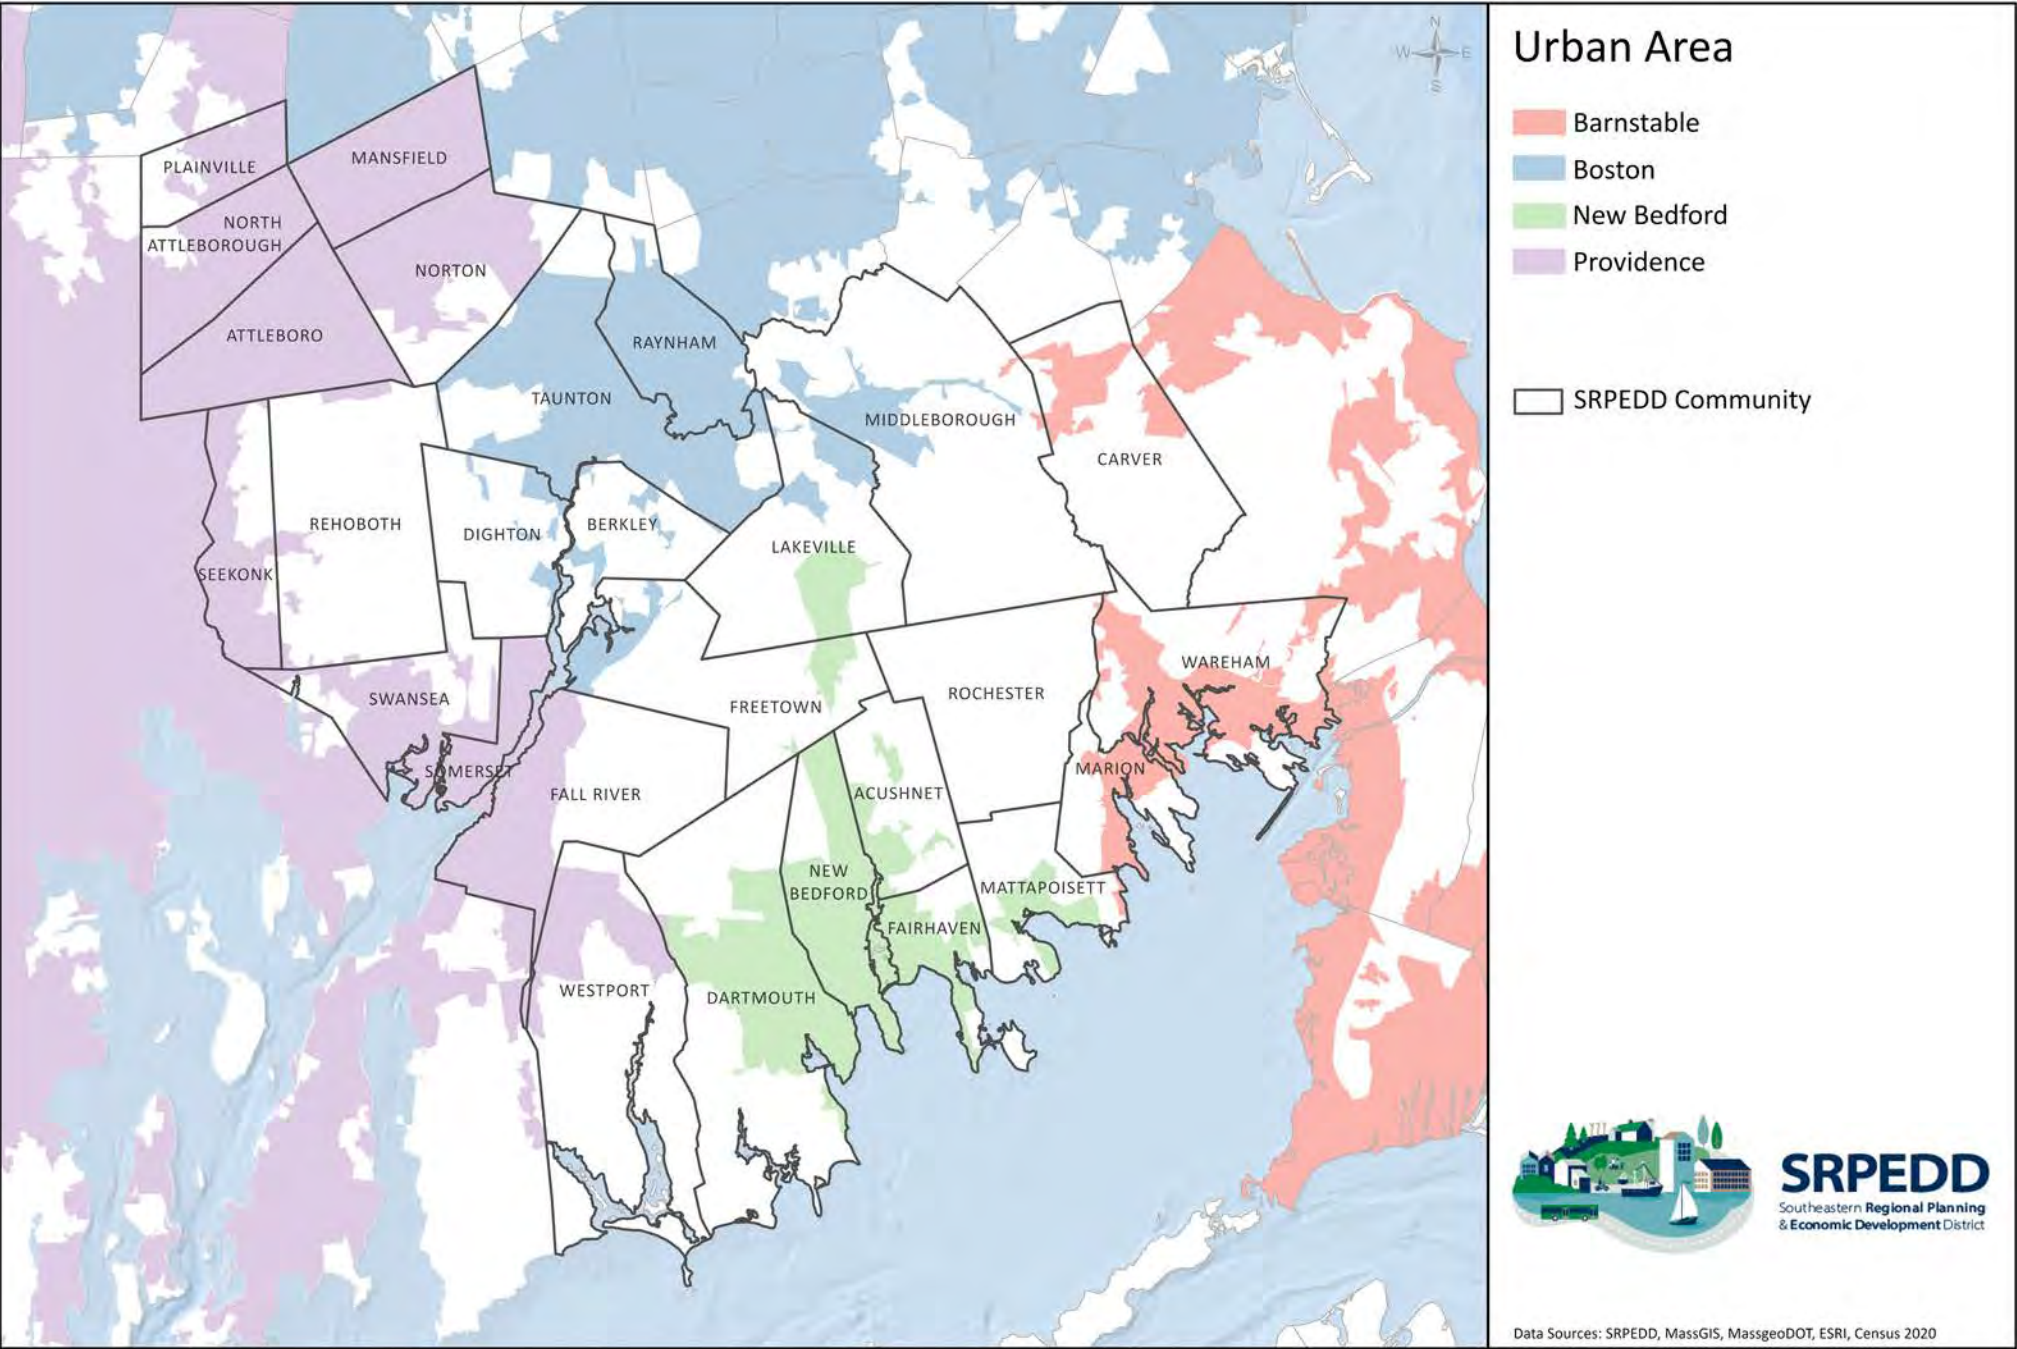 N
W E
S
PLAINVILLE
MANSFIELD
NORTH
ATTLEBOROUGH
NORTON
ATTLEBORO
RAYNHAM
TAUNTON
MIDDLEBOROUGH
CARVER
REHOBOTH
DIGHTON
BERKLEY
LAKEVILLE
SEEKONK
WAREHAM
SWANSEA
ROCHESTER
FREETOWN
SOMERSET
MARION
FALL RIVER
ACUSHNET
NEW
BEDFORD
MATTAPOISETT
FAIRHAVEN
WESTPORT
DARTMOUTH
Urban Area
Barnstable
Boston
New Bedford
Providence
SRPEDD Community
SRPEDD
Southeastern Regional Planning
& Economic Development District
Data Sources: SRPEDD, MassGIS, MassgeoDOT, ESRI, Census 2020